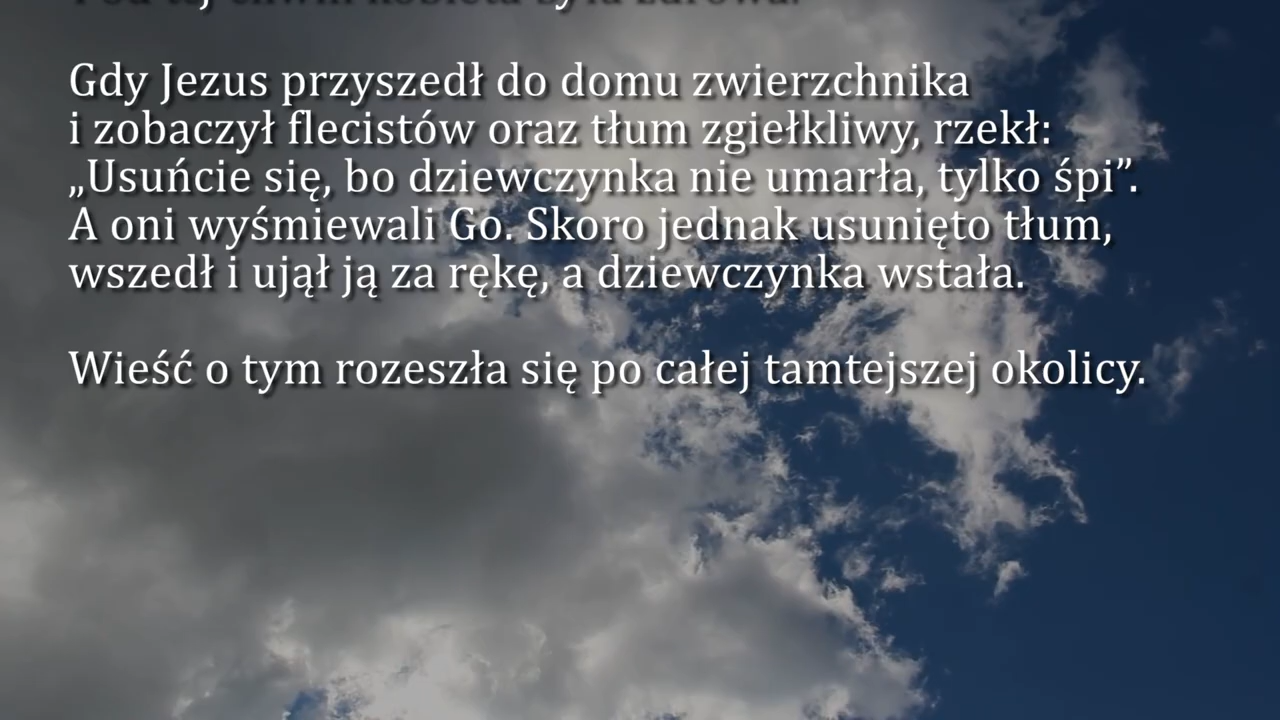 Gdy Jezus przyszedł do domu zwierzchnika
i zobaczył flecistów oraz tłum zgiełkliwy, rzekł:
„Usuńcie się, bo dziewczynka nie umarła, tylko śpi”.
A oni wyśmiewali Go. Skoro jednak usunięto tłum,
wszedł i ujął ją za rękę, a dziewczynka wstała.
Wieść o tym rozeszła się po całej tamtejszej okolicy.